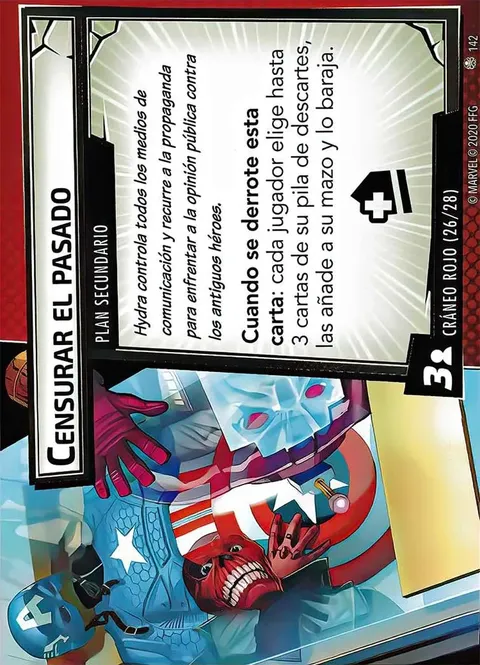 CENSURAR EL PASADO
PLAN SECUNDARIO
Hydra controla todos los medios de
comunicación y recurre a la propaganda
para enfrentar a la opinión pública contra
los antiguos héroes.
Cuando se derrote esta
carta: cada jugador elige hasta
3 cartas de su pila de descartes,
las añade a su mazo y lo baraja.
3
CRÁNEO ROJO (26/28)
© MARVEL © 2020 FFG
142